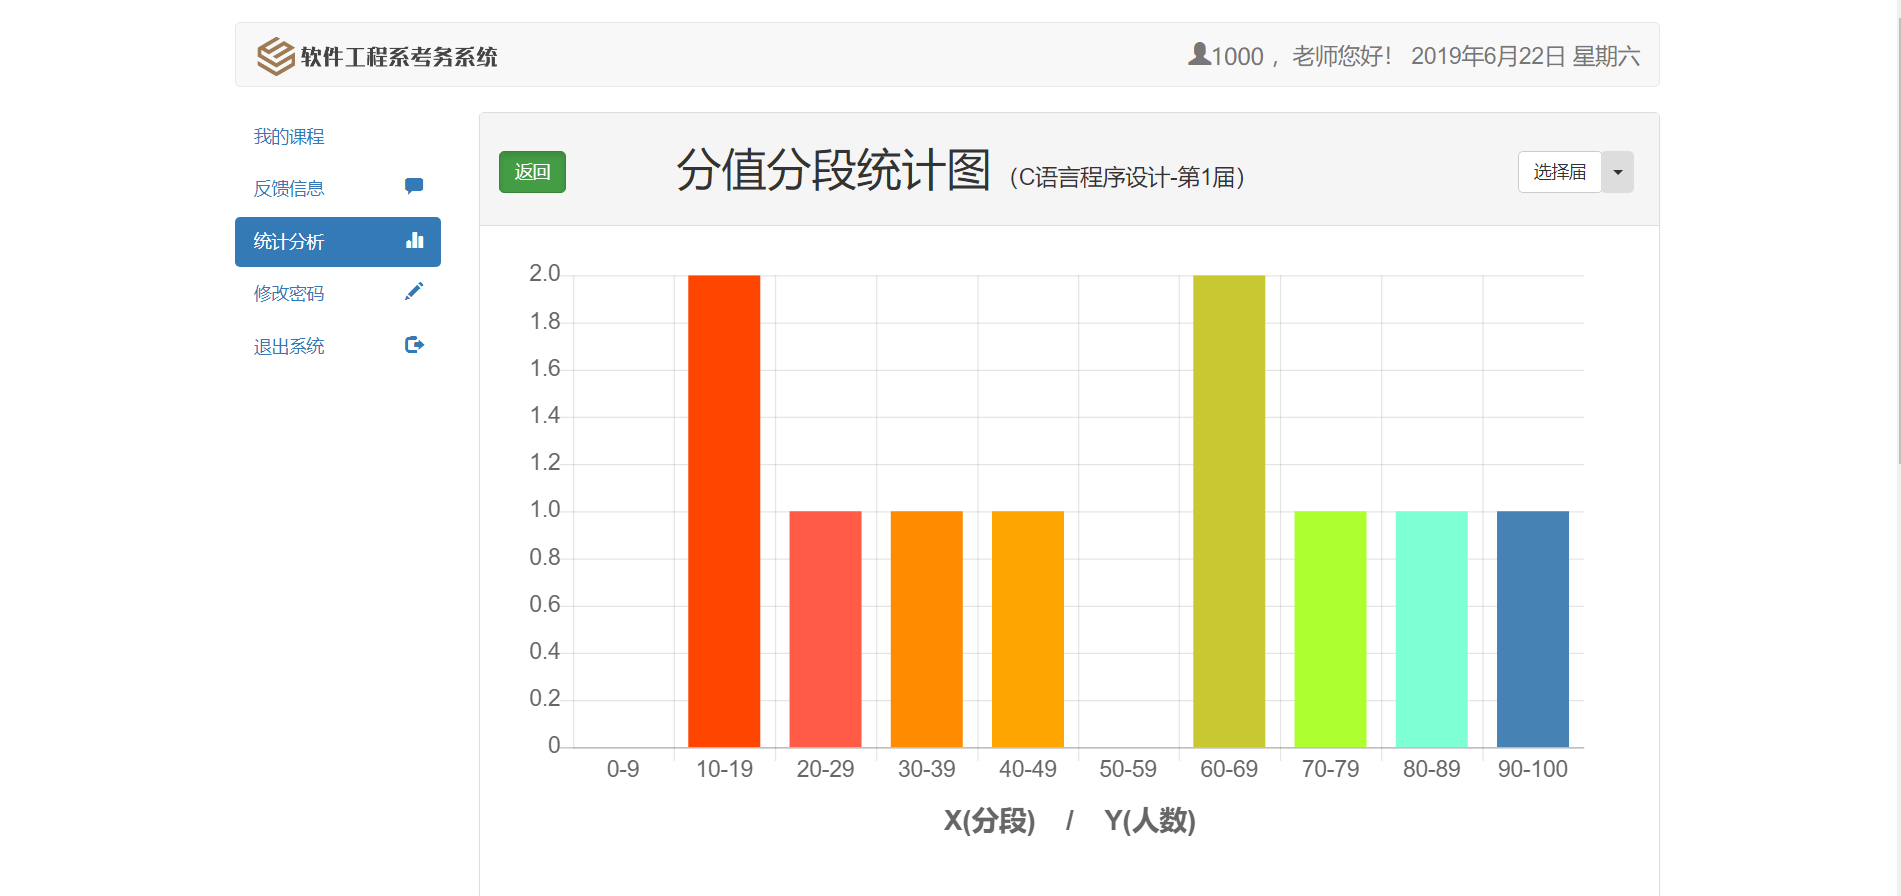 软件工程系考务系统
1000 ，老师您好！ 2019年6月22日 星期六
我的课程
反馈信息
统计分析
修改密码
退出系统
返回
分值分段统计图 （C语言程序设计-第1届）
选择届
2.0
1.8
1.6
1.4
1.2
1.0
0.8
0.6
0.4
0.2
0
0-9 10-19 20-29 30-39 40-49 50-59 60-69 70-79 80-89 90-100
X(分段) / Y(人数)